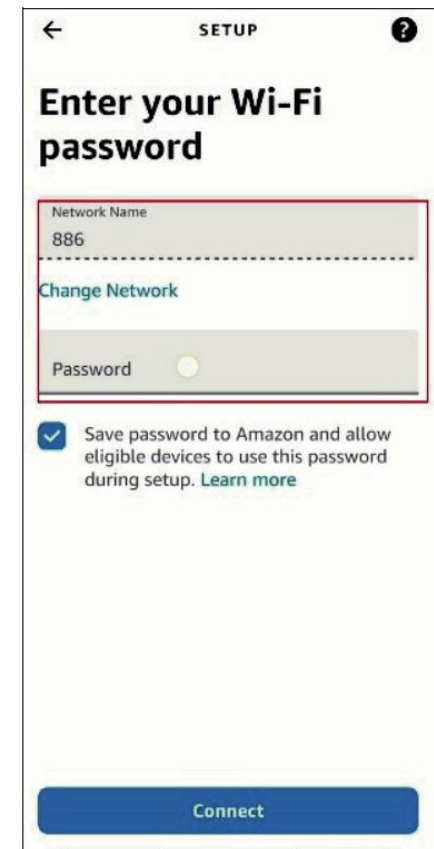 SETUP
?
Enter your Wi-Fi
password
Network Name
886
Change Network
Password
Save password to Amazon and allow
eligible devices to use this password
during setup. Learn more
Connect